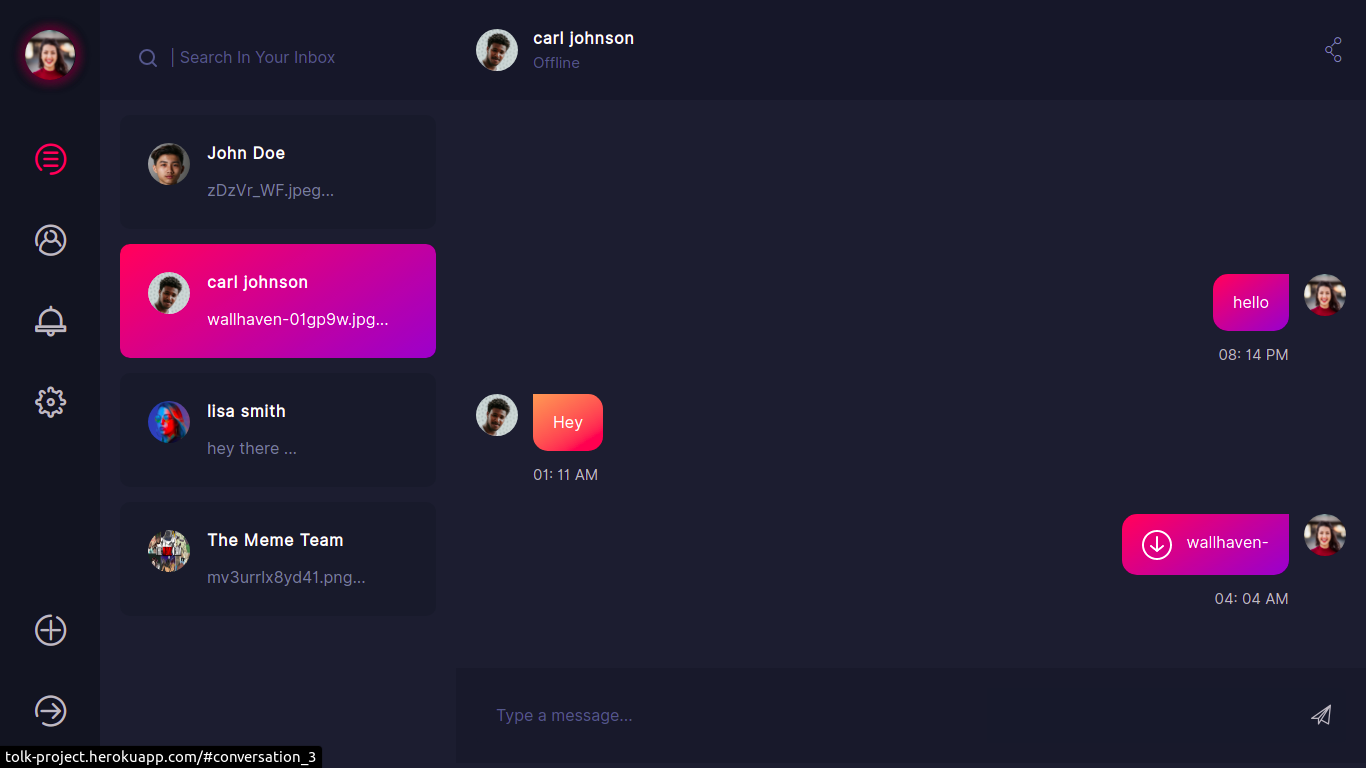 | Search In Your Inbox
John Doe
zDzVr_WF.jpeg...
carl johnson
wallhaven-01gp9w.jpg...
lisa smith
hey there ...
The Meme Team
mv3urrlx8yd41.png...
carl johnson
Offline
hello
08: 14 PM
Hey
01: 11 AM
wallhaven-
04: 04 AM
Type a message...
tolk-project.herokuapp.com/#conversation_3